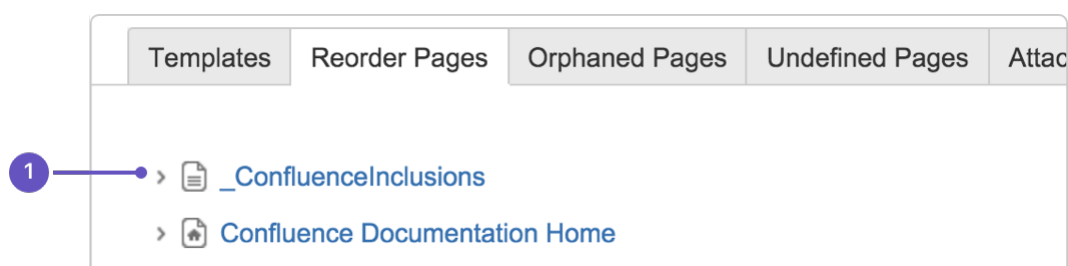 Templates Reorder Pages Orphaned Pages Undefined Pages Attac
1 _ConfluenceInclusions
Confluence Documentation Home